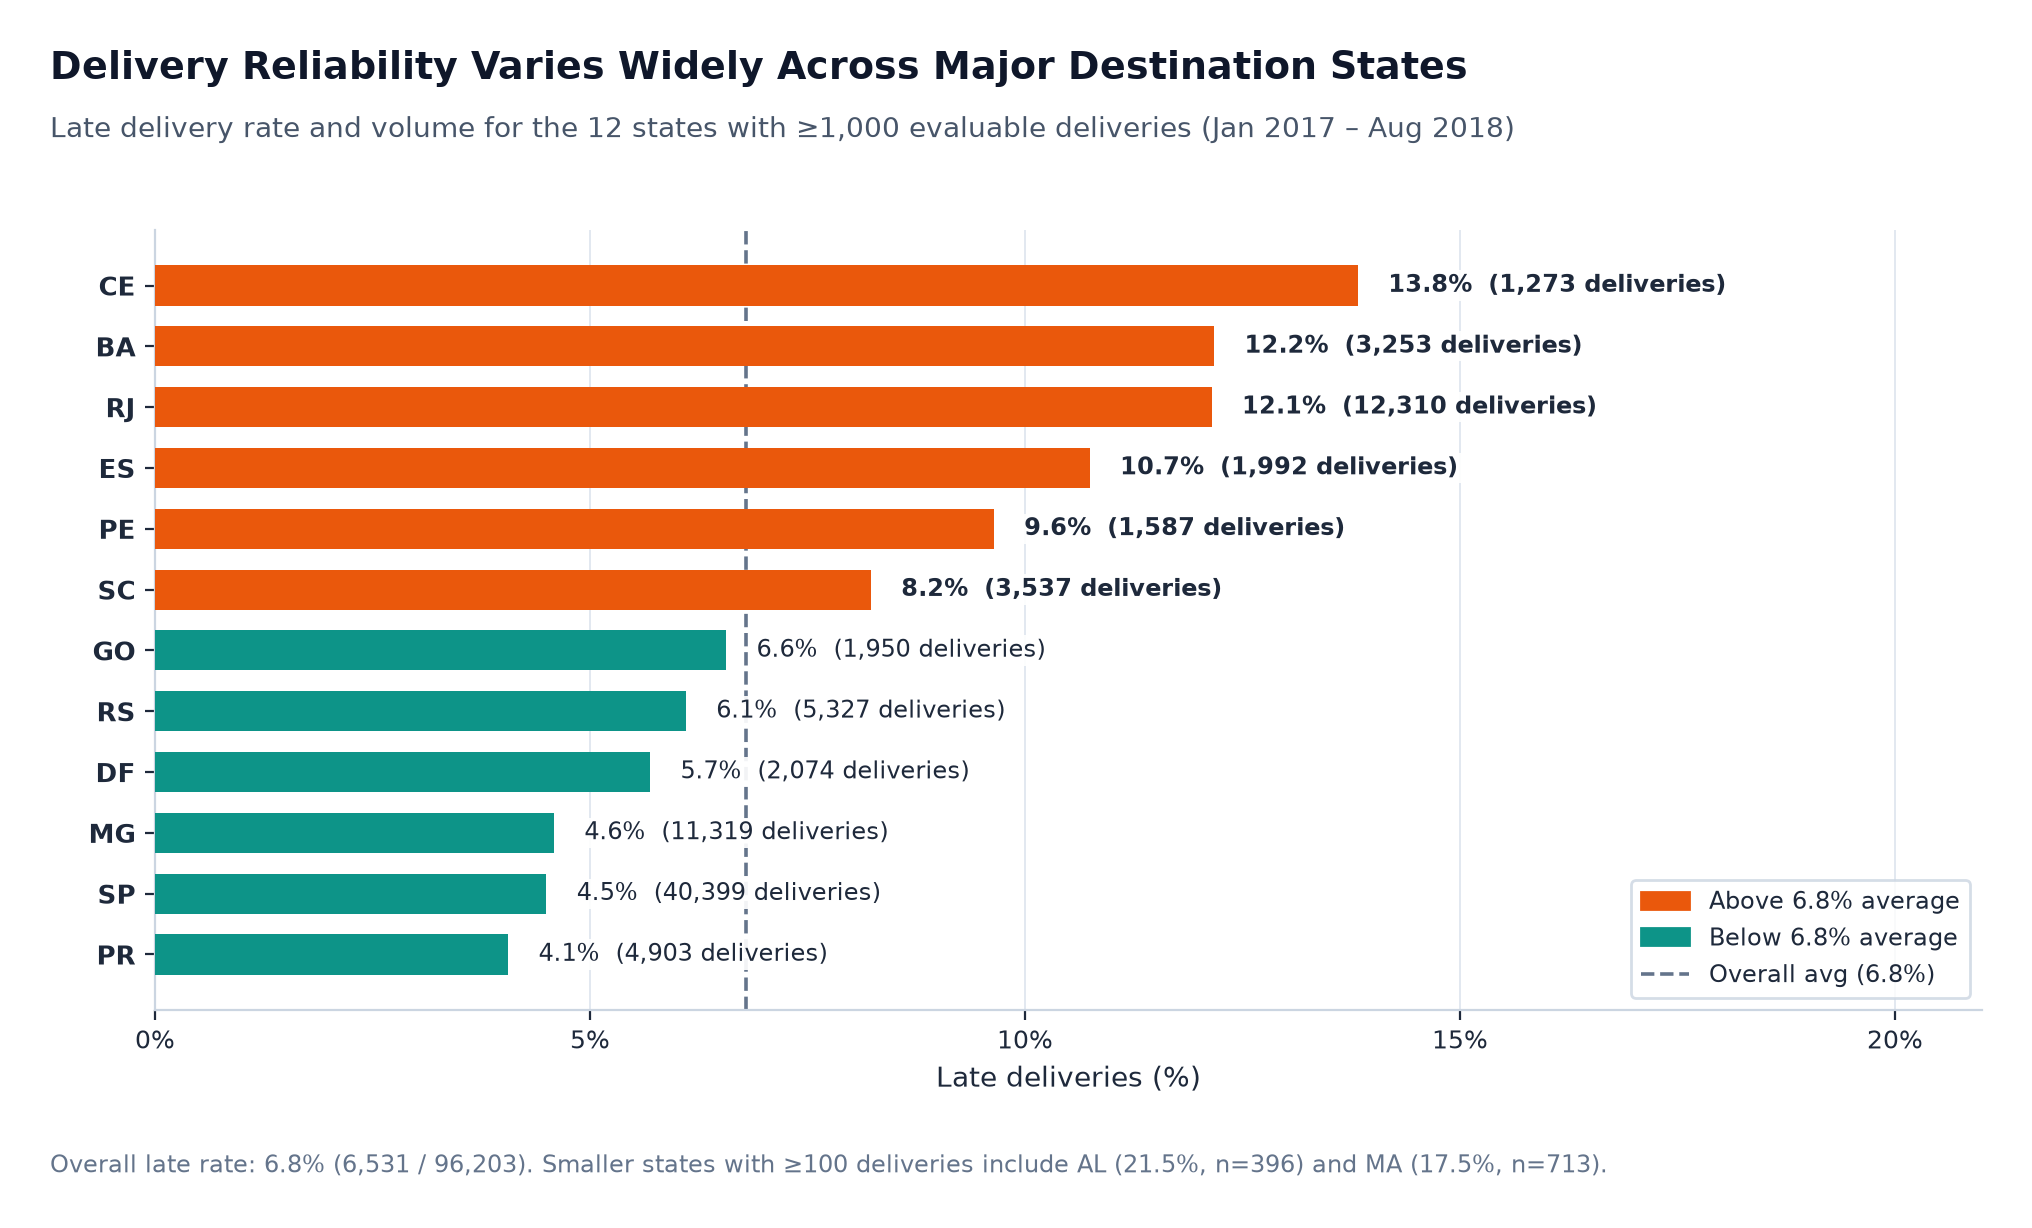 Delivery Reliability Varies Widely Across Major Destination States
Late delivery rate and volume for the 12 states with ≥1,000 evaluable deliveries (Jan 2017 – Aug 2018)
CE 13.8% (1,273 deliveries)
BA 12.2% (3,253 deliveries)
RJ 12.1% (12,310 deliveries)
ES 10.7% (1,992 deliveries)
PE 9.6% (1,587 deliveries)
SC 8.2% (3,537 deliveries)
GO 6.6% (1,950 deliveries)
RS 6.1% (5,327 deliveries)
DF 5.7% (2,074 deliveries)
MG 4.6% (11,319 deliveries)
SP 4.5% (40,399 deliveries)
PR 4.1% (4,903 deliveries)
Above 6.8% average
Below 6.8% average
Overall avg (6.8%)
0% 5% 10% 15% 20%
Late deliveries (%)
Overall late rate: 6.8% (6,531 / 96,203). Smaller states with ≥100 deliveries include AL (21.5%, n=396) and MA (17.5%, n=713).